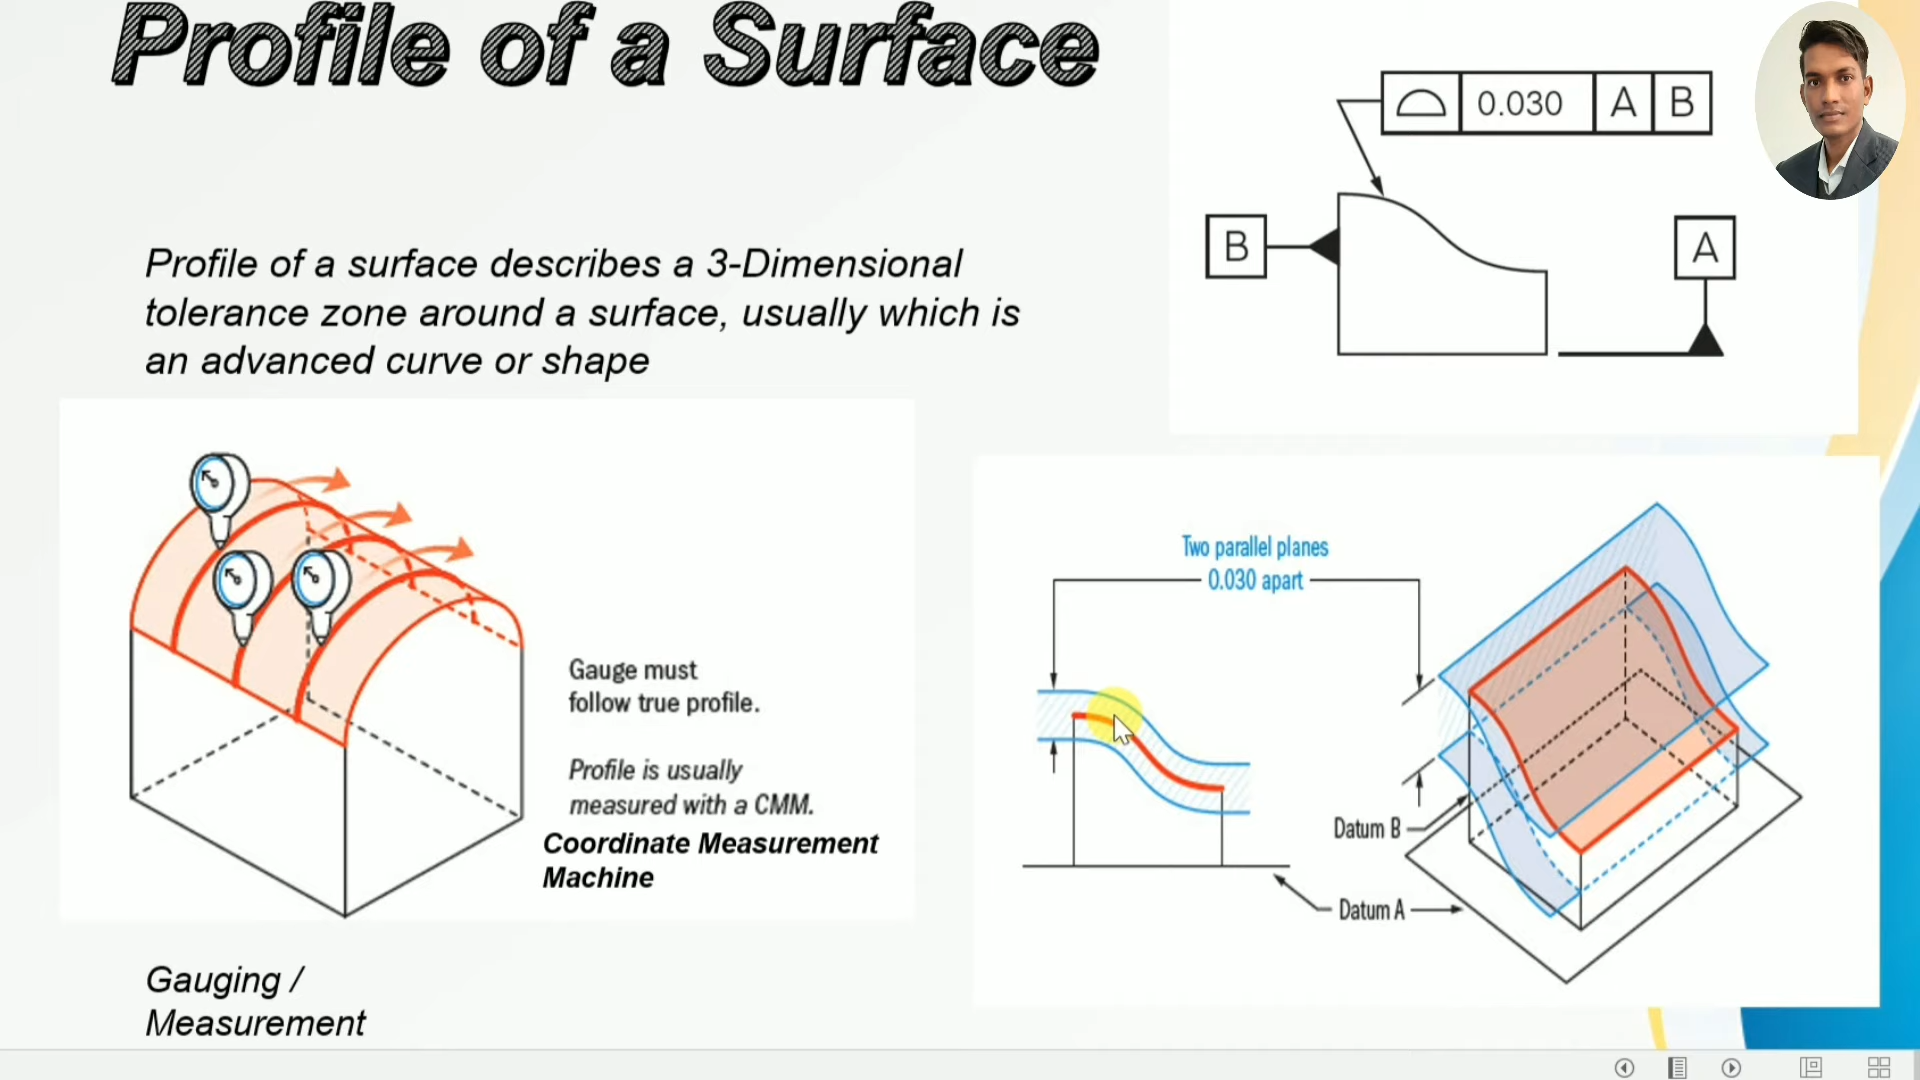 Profile of a Surface
0.030 A B
B
A
Profile of a surface describes a 3-Dimensional
tolerance zone around a surface, usually which is
an advanced curve or shape
Gauge must
follow true profile.
Profile is usually
measured with a CMM.
Coordinate Measurement
Machine
Gauging /
Measurement
Two parallel planes
0.030 apart
Datum B
Datum A